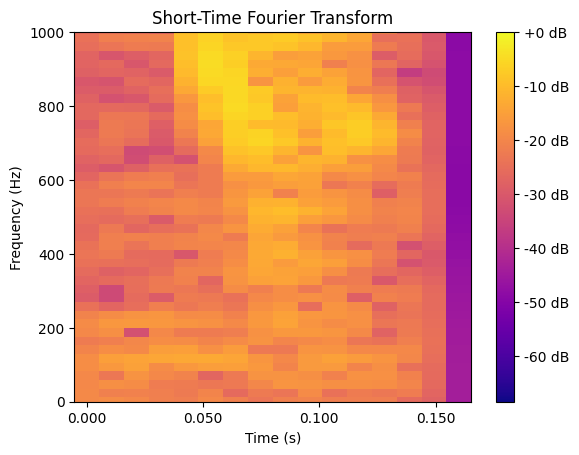 Short-Time Fourier Transform
1000
800
600
400
200
0
Frequency (Hz)
0.000
0.050
0.100
0.150
Time (s)
+0 dB
-10 dB
-20 dB
-30 dB
-40 dB
-50 dB
-60 dB